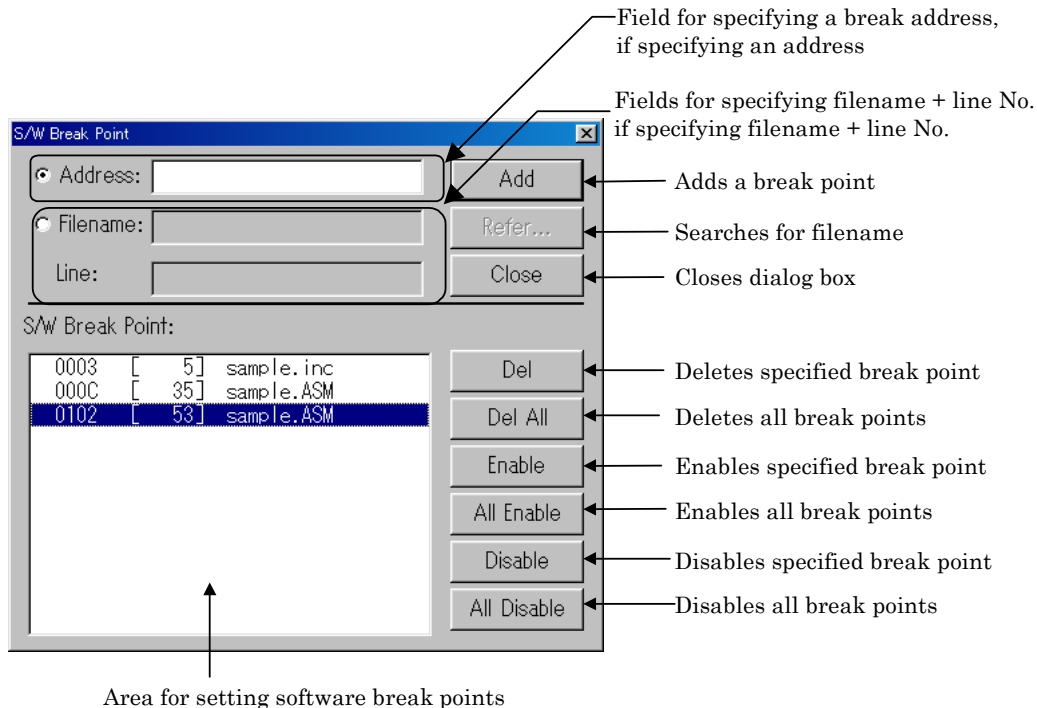 Field for specifying a break address,
if specifying an address
Fields for specifying filename + line No.
if specifying filename + line No.
S/W Break Point
Address:
Add
Adds a break point
Filename:
Refer...
Searches for filename
Line:
Close
Closes dialog box
S/W Break Point:
0003 [ 5] sample.inc
000C [ 35] sample.ASM
0102 [ 53] sample.ASM
Del
Deletes specified break point
Del All
Deletes all break points
Enable
Enables specified break point
All Enable
Enables all break points
Disable
Disables specified break point
All Disable
Disables all break points
Area for setting software break points